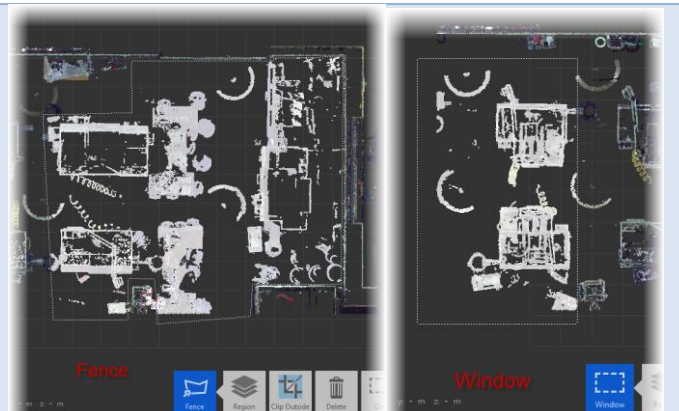 Fence
Fence
Region
Clip Outside
Delete
- m z: - m
Window
Window
y: - m z: - m